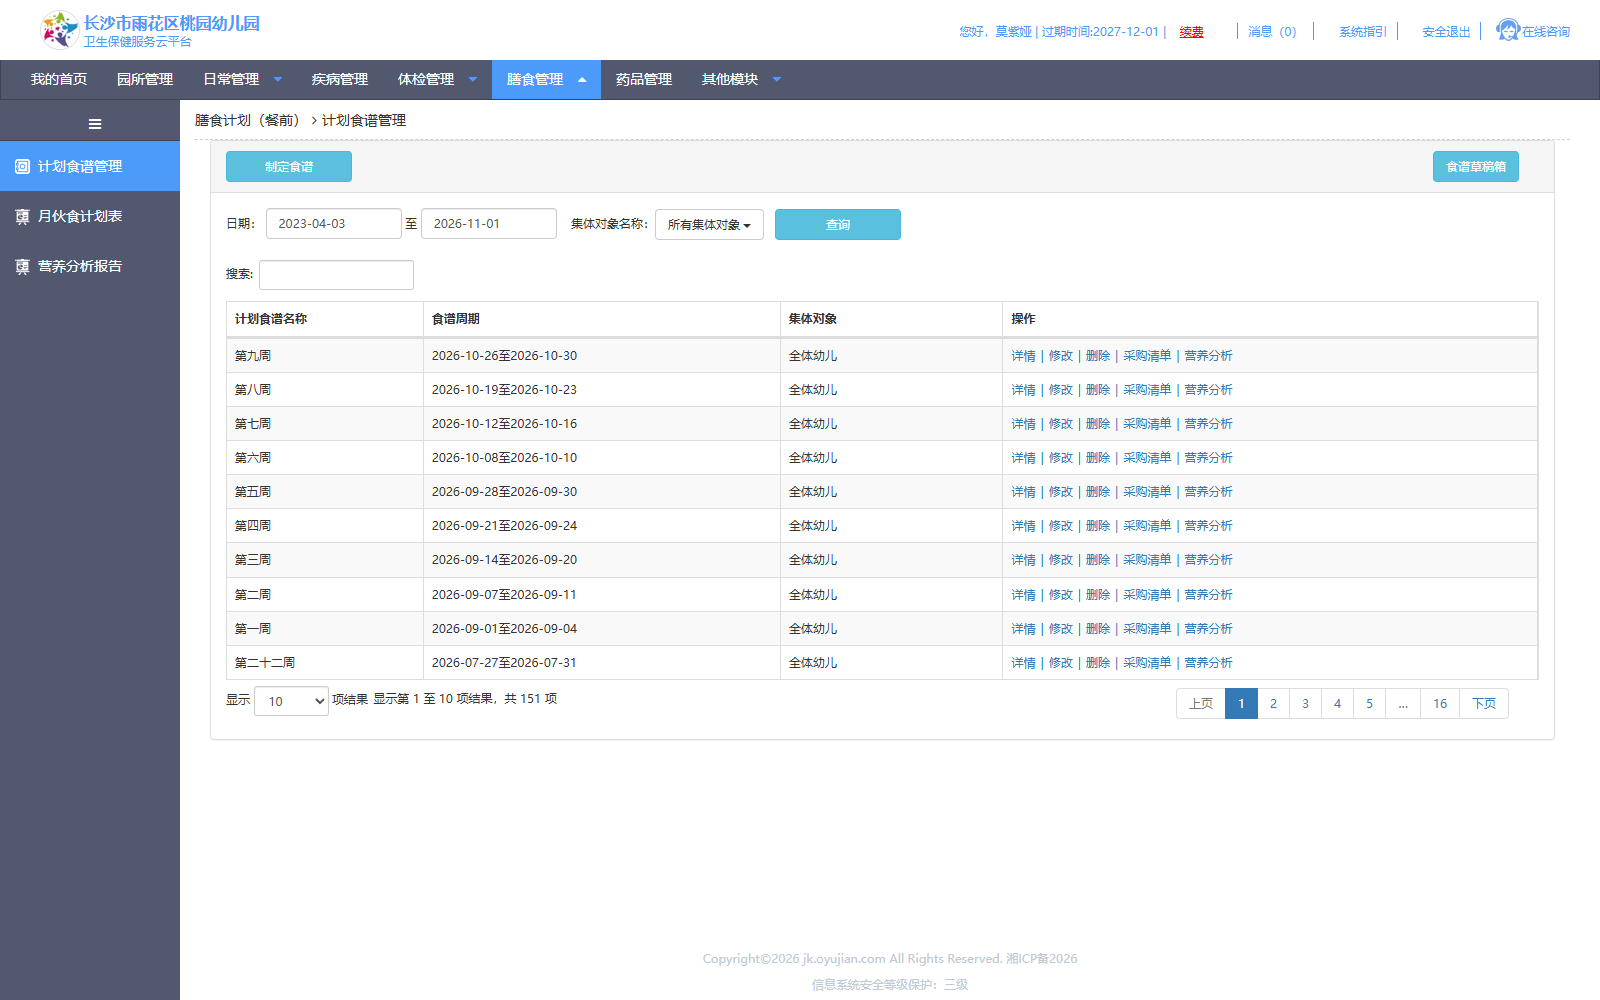 长沙市雨花区桃园幼儿园
卫生保健服务云平台
您好，莫紫娅 | 过期时间:2027-12-01 | 续费 消息（0） 系统指引 安全退出 在线咨询
我的首页 园所管理 日常管理 疾病管理 体检管理 膳食管理 药品管理 其他模块
计划食谱管理
月伙食计划表
营养分析报告
膳食计划（餐前） > 计划食谱管理
制定食谱 食谱草稿箱
日期： 2023-04-03 至 2026-11-01 集体对象名称： 所有集体对象 查询
搜索:
计划食谱名称 食谱周期 集体对象 操作
第九周 2026-10-26至2026-10-30 全体幼儿 详情 | 修改 | 删除 | 采购清单 | 营养分析
第八周 2026-10-19至2026-10-23 全体幼儿 详情 | 修改 | 删除 | 采购清单 | 营养分析
第七周 2026-10-12至2026-10-16 全体幼儿 详情 | 修改 | 删除 | 采购清单 | 营养分析
第六周 2026-10-08至2026-10-10 全体幼儿 详情 | 修改 | 删除 | 采购清单 | 营养分析
第五周 2026-09-28至2026-09-30 全体幼儿 详情 | 修改 | 删除 | 采购清单 | 营养分析
第四周 2026-09-21至2026-09-24 全体幼儿 详情 | 修改 | 删除 | 采购清单 | 营养分析
第三周 2026-09-14至2026-09-20 全体幼儿 详情 | 修改 | 删除 | 采购清单 | 营养分析
第二周 2026-09-07至2026-09-11 全体幼儿 详情 | 修改 | 删除 | 采购清单 | 营养分析
第一周 2026-09-01至2026-09-04 全体幼儿 详情 | 修改 | 删除 | 采购清单 | 营养分析
第二十二周 2026-07-27至2026-07-31 全体幼儿 详情 | 修改 | 删除 | 采购清单 | 营养分析
显示 10 项结果 显示第 1 至 10 项结果，共 151 项 上页 1 2 3 4 5 ... 16 下页
Copyright©2026 jk.oyujian.com All Rights Reserved. 湘ICP备2026
信息系统安全等级保护：三级